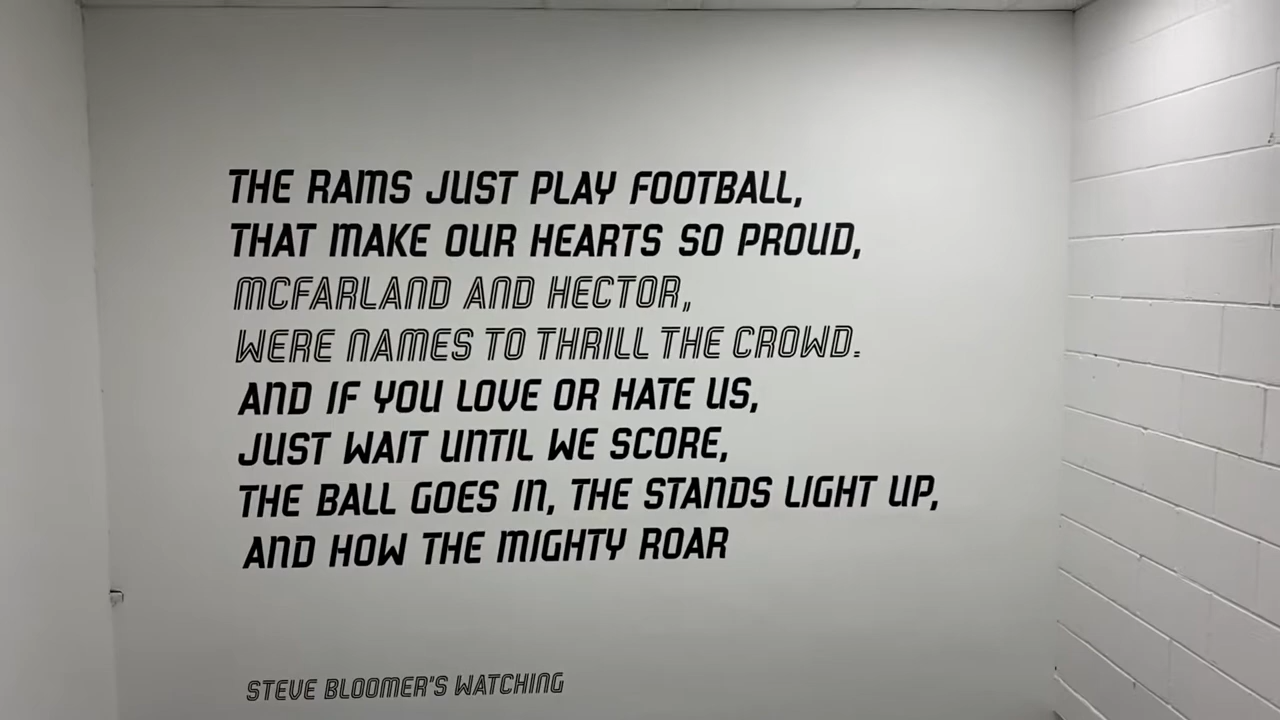 THE RAMS JUST PLAY FOOTBALL,
THAT MAKE OUR HEARTS SO PROUD,
MCFARLAND AND HECTOR,
WERE NAMES TO THRILL THE CROWD.
AND IF YOU LOVE OR HATE US,
JUST WAIT UNTIL WE SCORE,
THE BALL GOES IN, THE STANDS LIGHT UP,
AND HOW THE MIGHTY ROAR
STEVE BLOOMER'S WATCHING